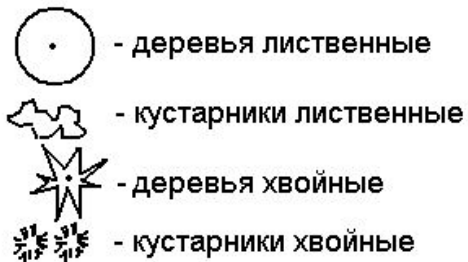 - деревья лиственные
- кустарники лиственные
- деревья хвойные
- кустарники хвойные